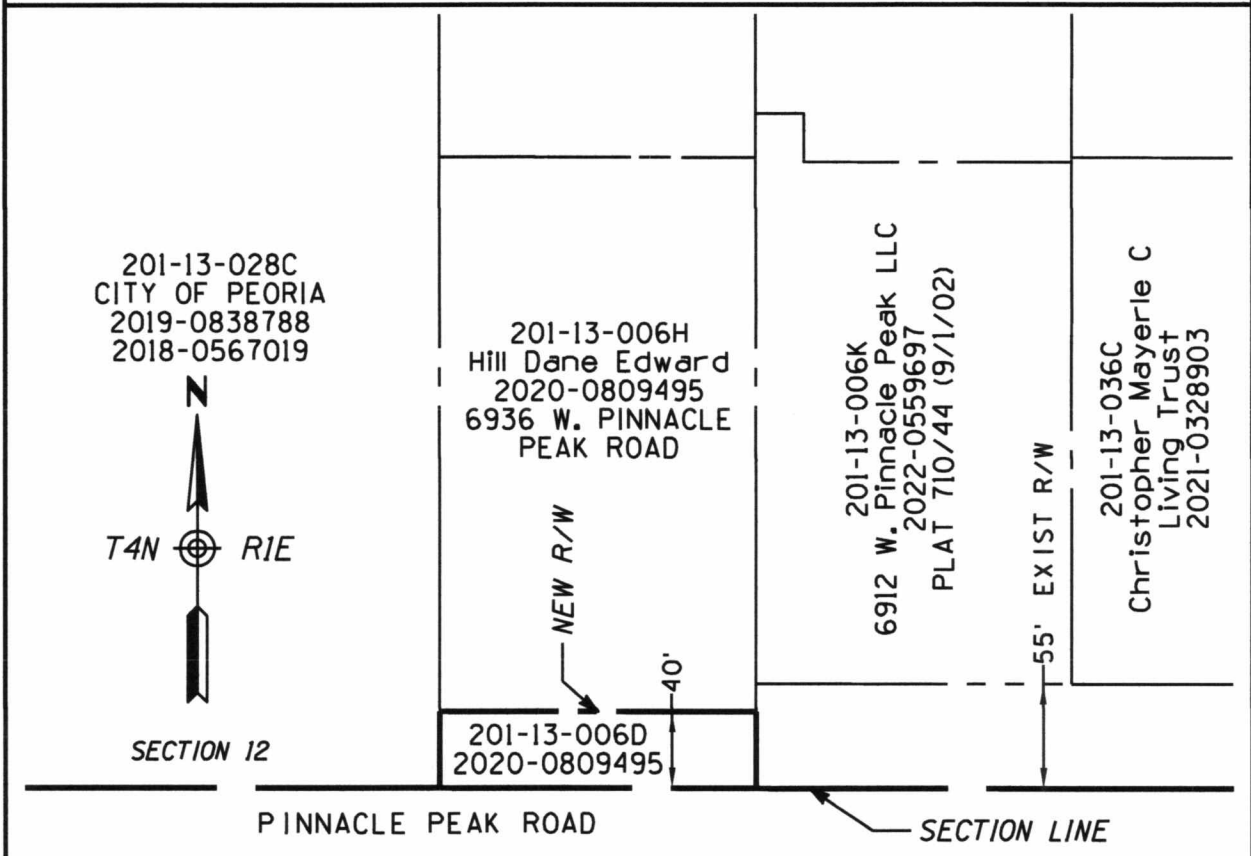 201-13-028C
CITY OF PEORIA
2019-0838788
2018-0567019
N
T4N R1E
SECTION 12
201-13-006H
Hill Dane Edward
2020-0809495
6936 W. PINNACLE
PEAK ROAD
NEW R/W
40'
201-13-006D
2020-0809495
201-13-006K
6912 W. Pinnacle Peak LLC
2022-0559697
PLAT 710/44 (9/1/02)
55' EXIST R/W
201-13-036C
Christopher Mayerle C
Living Trust
2021-0328903
PINNACLE PEAK ROAD
SECTION LINE